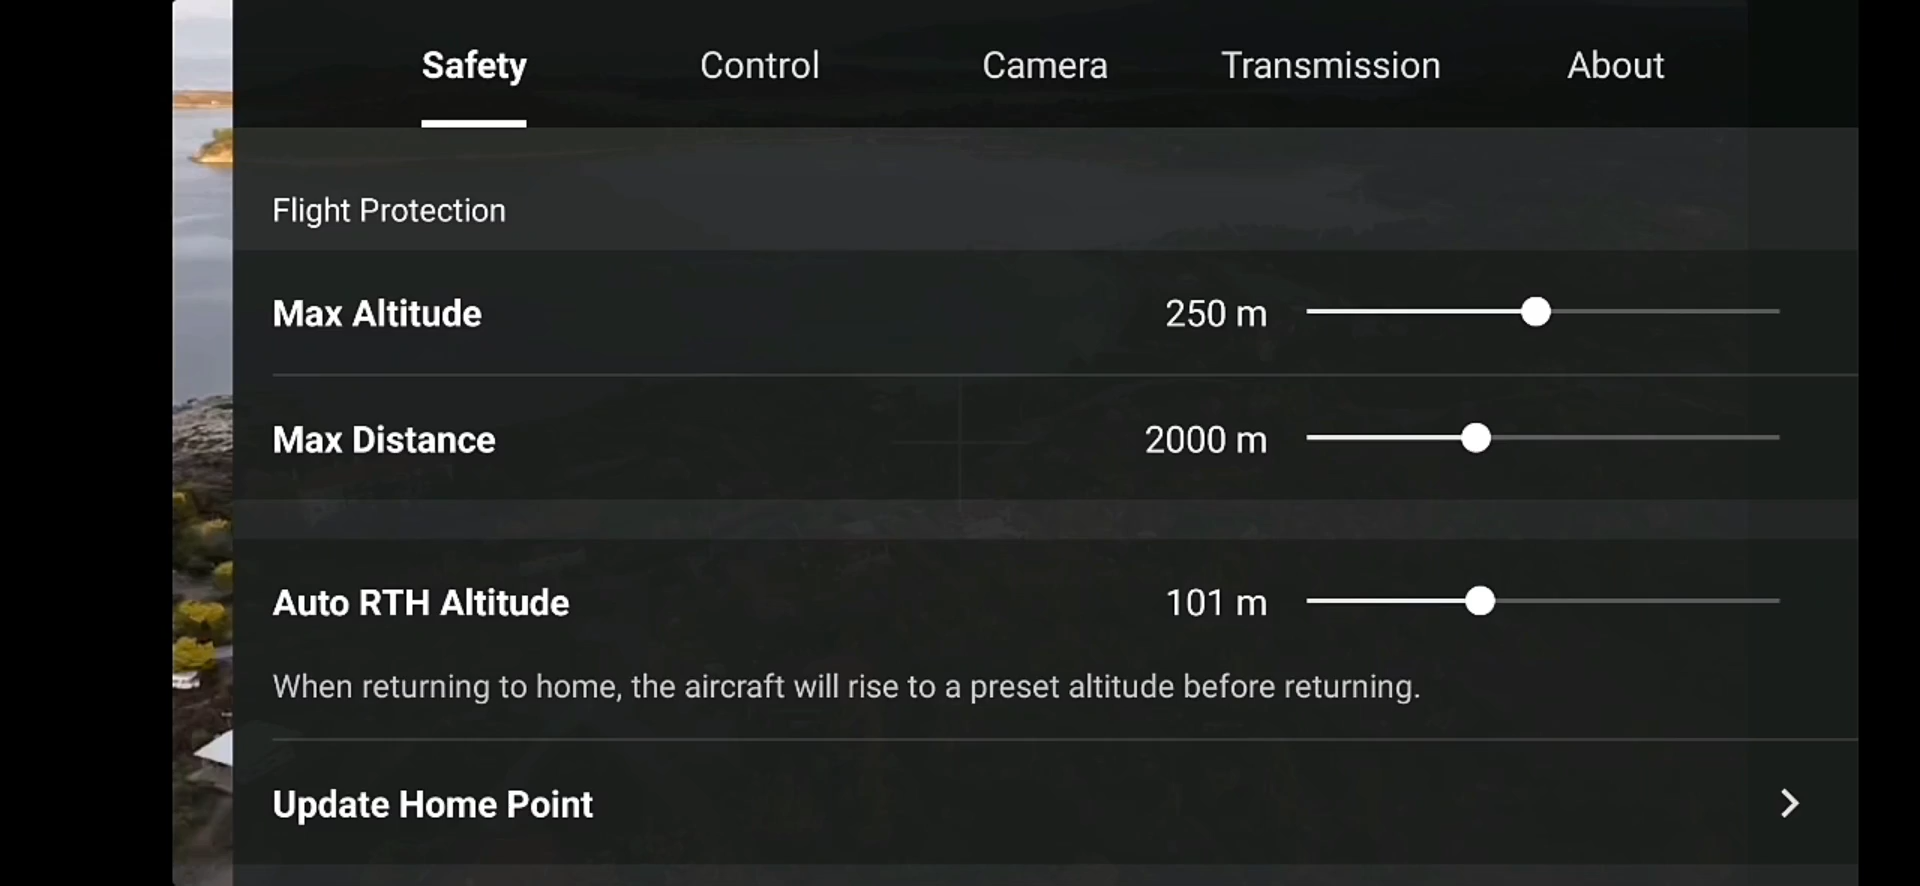 Safety Control Camera Transmission About
Flight Protection
Max Altitude 250 m
Max Distance 2000 m
Auto RTH Altitude 101 m
When returning to home, the aircraft will rise to a preset altitude before returning.
Update Home Point